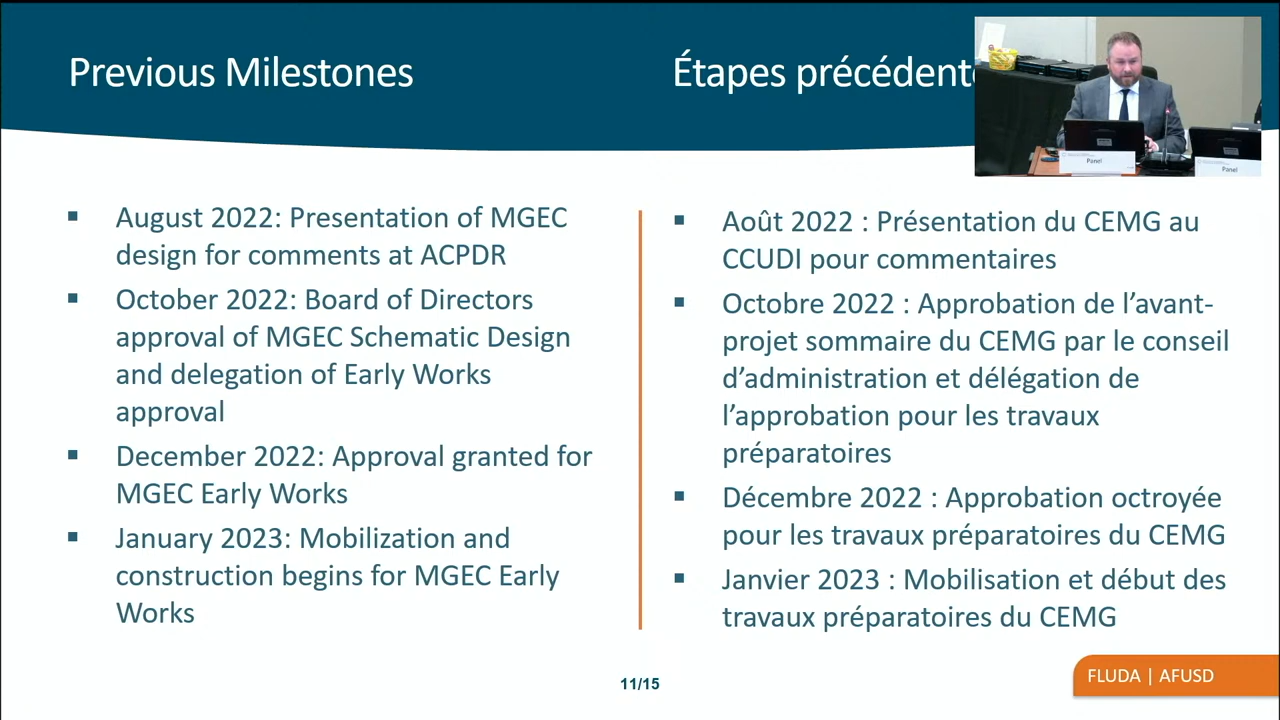 Previous Milestones
Étapes précédent
Panel
Panel
August 2022: Presentation of MGEC
design for comments at ACPDR
October 2022: Board of Directors
approval of MGEC Schematic Design
and delegation of Early Works
approval
December 2022: Approval granted for
MGEC Early Works
January 2023: Mobilization and
construction begins for MGEC Early
Works
Août 2022 : Présentation du CEMG au
CCUDI pour commentaires
Octobre 2022 : Approbation de l’avant-
projet sommaire du CEMG par le conseil
d’administration et délégation de
l’approbation pour les travaux
préparatoires
Décembre 2022 : Approbation octroyée
pour les travaux préparatoires du CEMG
Janvier 2023 : Mobilisation et début des
travaux préparatoires du CEMG
11/15
FLUDA | AFUSD